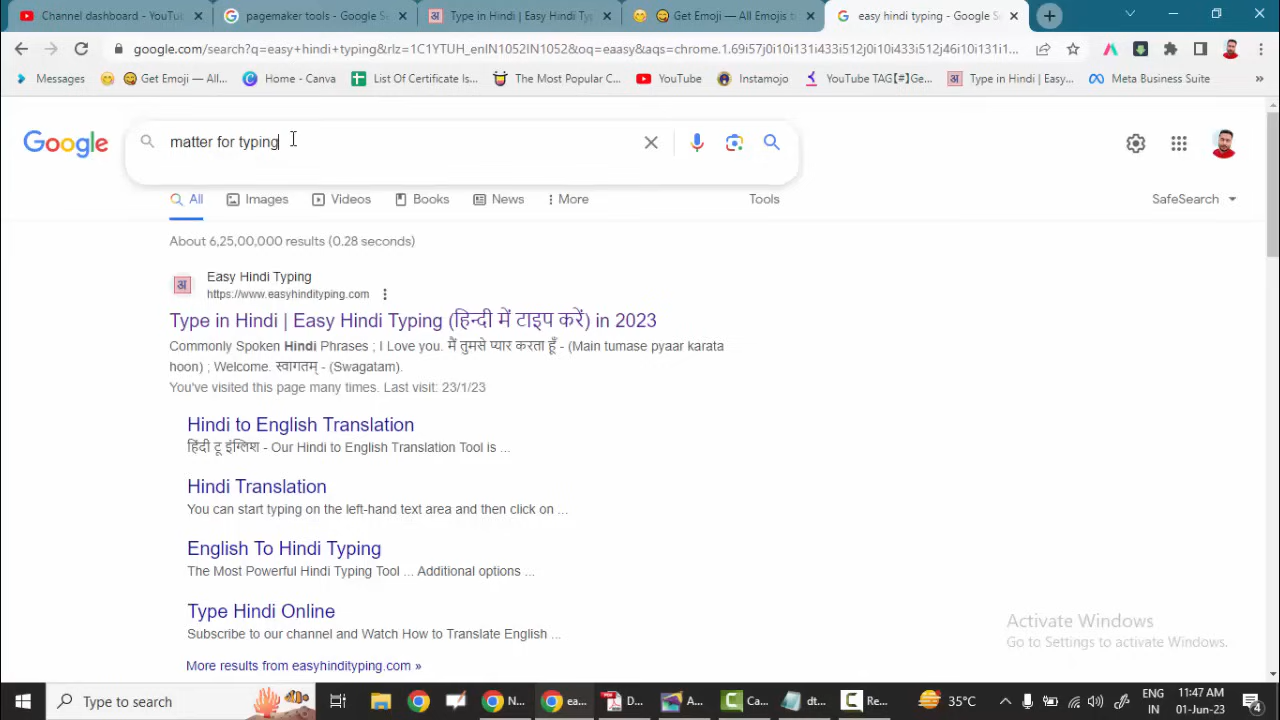 Channel dashboard - YouTu
pagemaker tools - Google S
Type in Hindi | Easy Hindi Typ
Get Emoji — All Emojis t
easy hindi typing - Google S
google.com/search?q=easy+hindi+typing&rlz=1C1YTUH_enIN1052IN1052&oq=eaasy&aqs=chrome.1.69i57j0i10i131i433i512j0i10i433i512j46i10i131i1...
Messages
Get Emoji — All...
Home - Canva
List Of Certificate Is...
The Most Popular C...
YouTube
Instamojo
YouTube TAG【#】Ge...
Type in Hindi | Easy...
Meta Business Suite
»
Google
matter for typing
All
Images
Videos
Books
News
More
Tools
SafeSearch
About 6,25,00,000 results (0.28 seconds)
अ
Easy Hindi Typing
https://www.easyhindityping.com
Type in Hindi | Easy Hindi Typing (हिन्दी में टाइप करें) in 2023
Commonly Spoken Hindi Phrases ; I Love you. मैं तुमसे प्यार करता हूँ - (Main tumase pyaar karata
hoon) ; Welcome. स्वागतम् - (Swagatam).
You've visited this page many times. Last visit: 23/1/23
Hindi to English Translation
हिंदी टू इंग्लिश - Our Hindi to English Translation Tool is ...
Hindi Translation
You can start typing on the left-hand text area and then click on ...
English To Hindi Typing
The Most Powerful Hindi Typing Tool ... Additional options ...
Type Hindi Online
Subscribe to our channel and Watch How to Translate English ...
More results from easyhindityping.com »
Activate Windows
Go to Settings to activate Windows.
Type to search
N...
ea...
D...
A...
Ca...
dt...
Re...
35°C
ENG
IN
11:47 AM
01-Jun-23
4